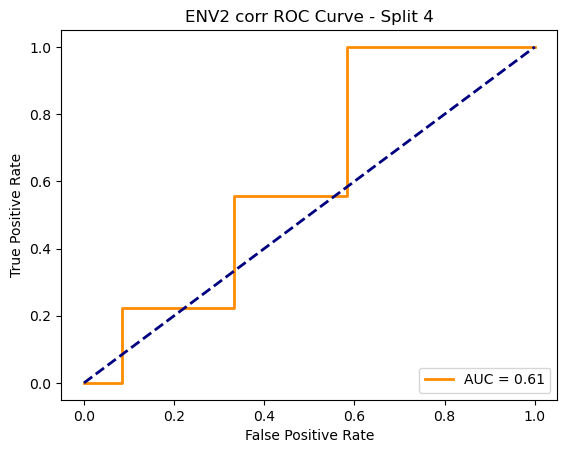 ENV2 corr ROC Curve - Split 4
True Positive Rate
1.0
0.8
0.6
0.4
0.2
0.0
AUC = 0.61
0.0 0.2 0.4 0.6 0.8 1.0
False Positive Rate